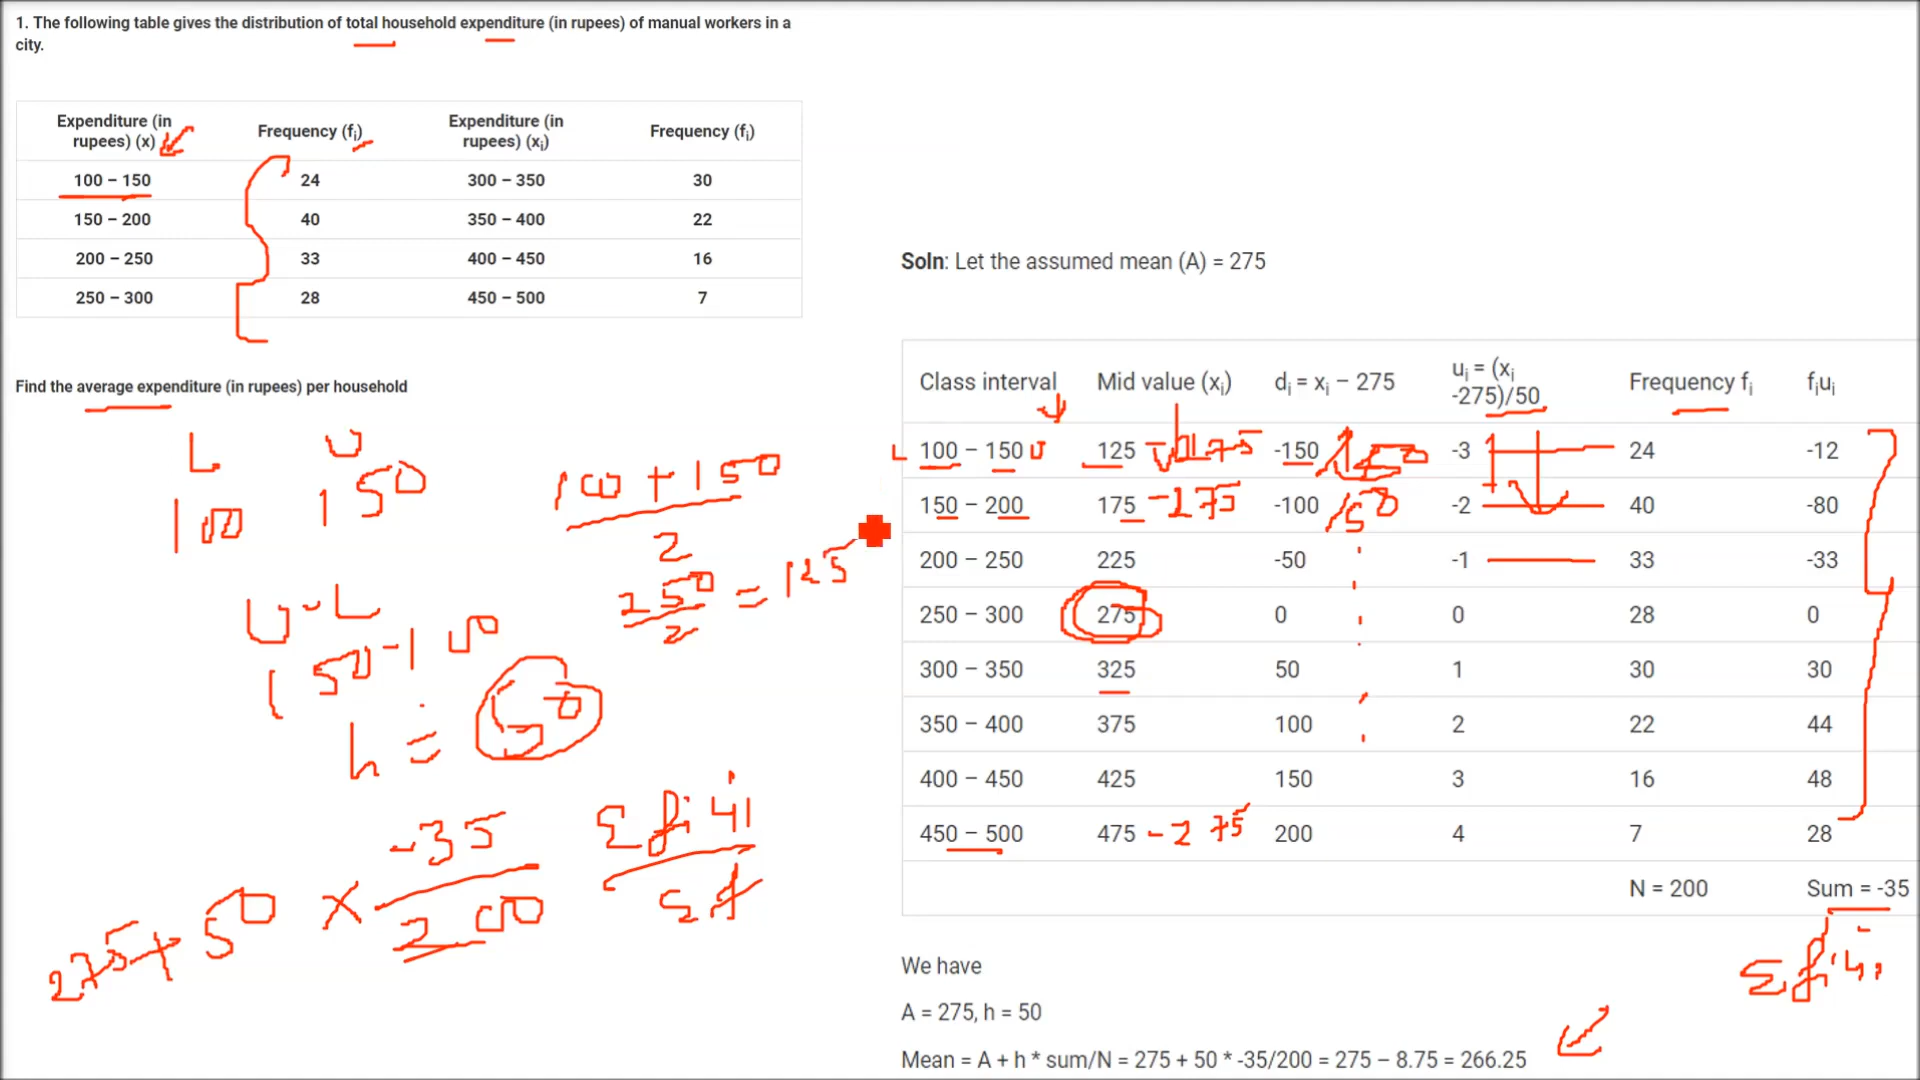 1. The following table gives the distribution of total household expenditure (in rupees) of manual workers in a
city.
Expenditure (in rupees) (x) Frequency (fi) Expenditure (in rupees) (xi) Frequency (fi)
100 – 150 24 300 – 350 30
150 – 200 40 350 – 400 22
200 – 250 33 400 – 450 16
250 – 300 28 450 – 500 7
Find the average expenditure (in rupees) per household
L U
100 150
U - L
150 - 100
h = 50
100 + 150
2
250 = 125
2
275 + 50 × -35
200
Σfiui
Σf
Soln: Let the assumed mean (A) = 275
Class interval Mid value (xi) di = xi – 275 ui = (xi -275)/50 Frequency fi fiui
L 100 – 150 U 125 -150 -3 24 -12
150 – 200 175 -275 -100 /50 -2 40 -80
200 – 250 225 -50 -1 33 -33
250 – 300 275 0 0 28 0
300 – 350 325 50 1 30 30
350 – 400 375 100 2 22 44
400 – 450 425 150 3 16 48
450 – 500 475 - 275 200 4 7 28
N = 200 Sum = -35
Σfiui
We have
A = 275, h = 50
Mean = A + h * sum/N = 275 + 50 * -35/200 = 275 – 8.75 = 266.25